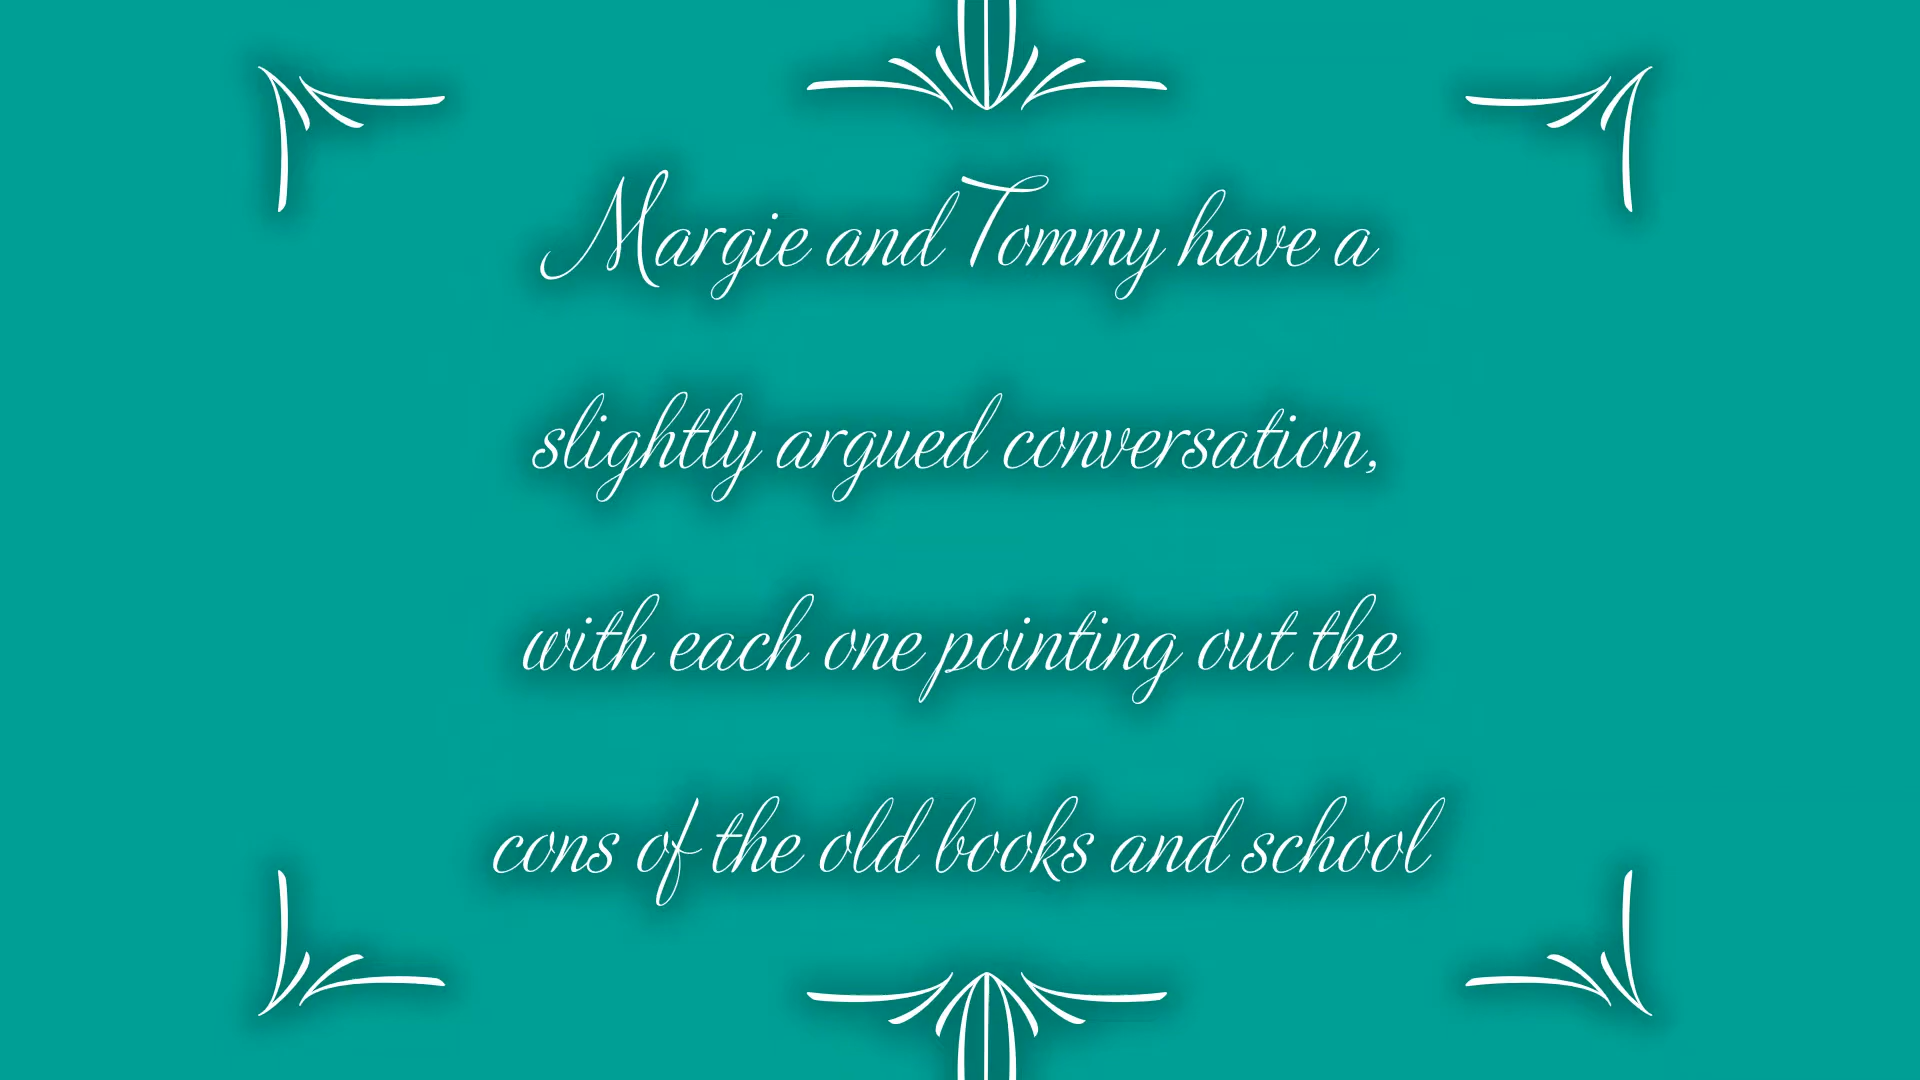 Margie and Tommy have a
slightly argued conversation,
with each one pointing out the
cons of the old books and school